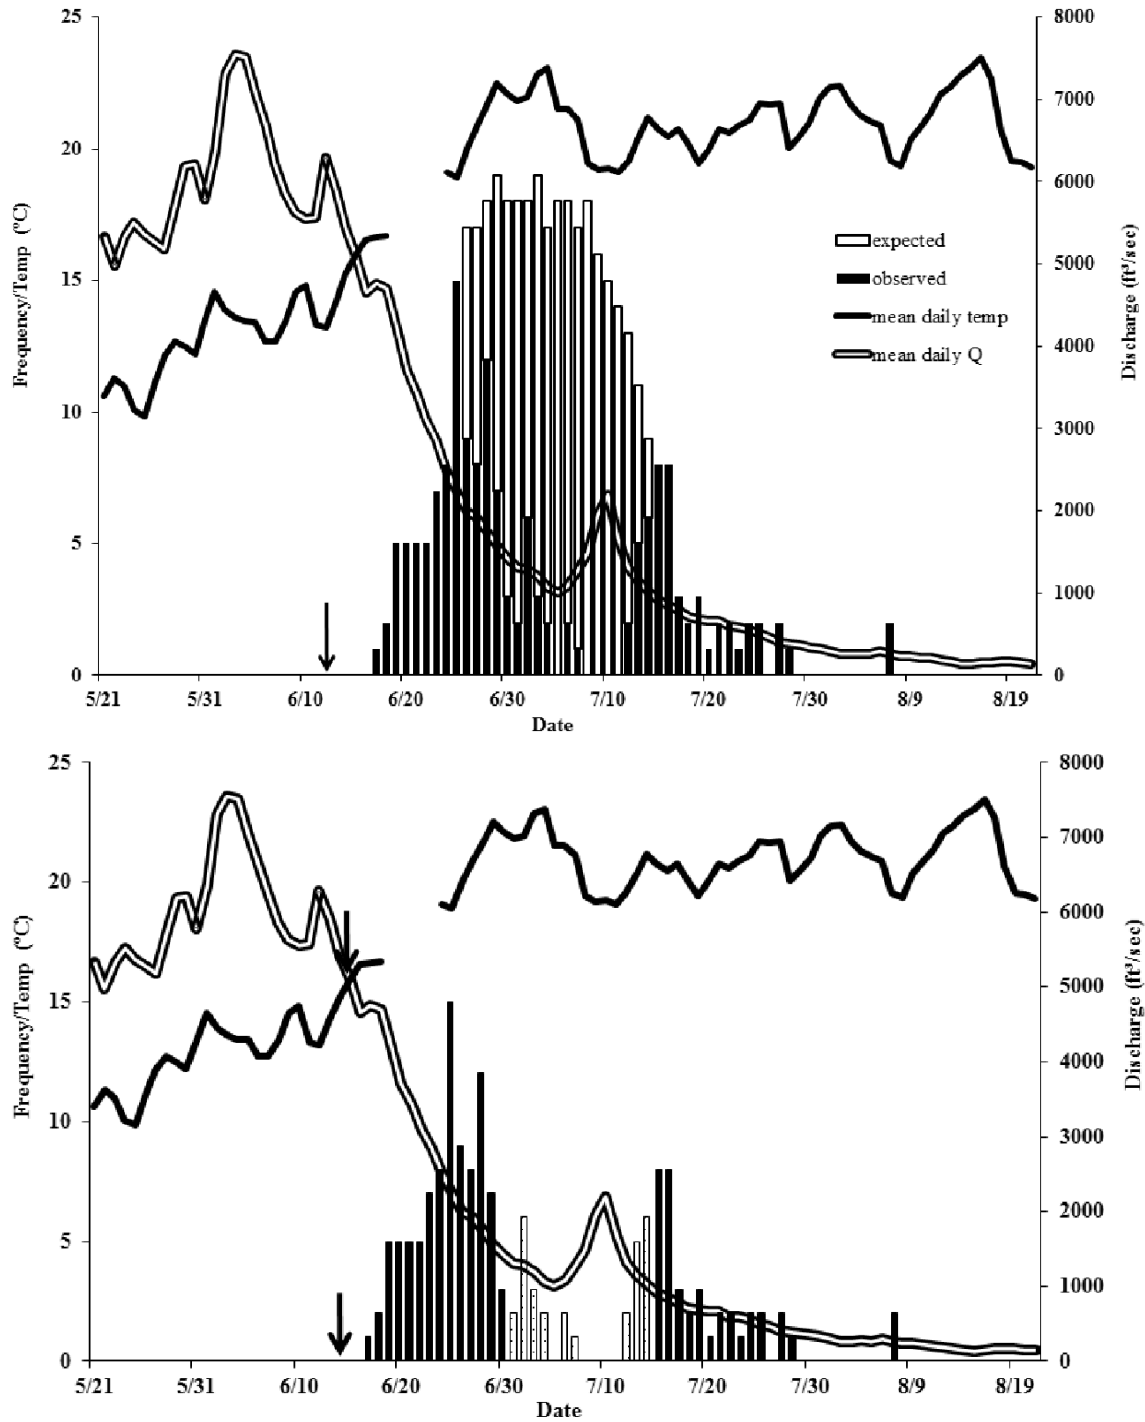 25
20
15
10
5
0
Frequency/Temp (°C)
8000
7000
6000
5000
4000
3000
2000
1000
0
Discharge (ft³/sec)
expected
observed
mean daily temp
mean daily Q
5/21 5/31 6/10 6/20 6/30 7/10 7/20 7/30 8/9 8/19
Date
25
20
15
10
5
0
Frequency/Temp (°C)
8000
7000
6000
5000
4000
3000
2000
1000
0
Discharge (ft³/sec)
5/21 5/31 6/10 6/20 6/30 7/10 7/20 7/30 8/9 8/19
Date